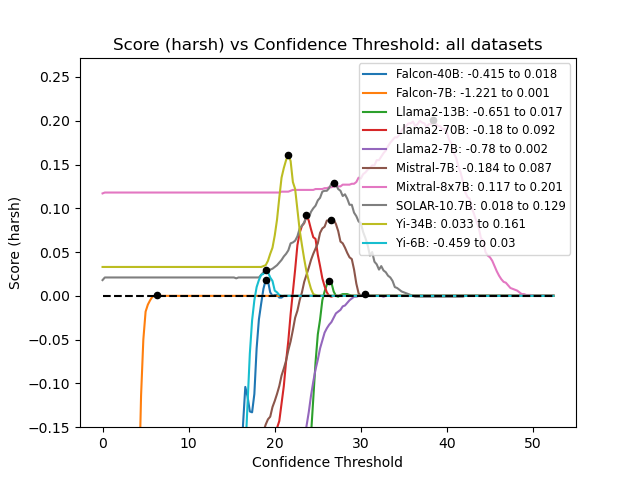 Score (harsh) vs Confidence Threshold: all datasets
Score (harsh)
0.25
0.20
0.15
0.10
0.05
0.00
−0.05
−0.10
−0.15
Falcon-40B: -0.415 to 0.018
Falcon-7B: -1.221 to 0.001
Llama2-13B: -0.651 to 0.017
Llama2-70B: -0.18 to 0.092
Llama2-7B: -0.78 to 0.002
Mistral-7B: -0.184 to 0.087
Mixtral-8x7B: 0.117 to 0.201
SOLAR-10.7B: 0.018 to 0.129
Yi-34B: 0.033 to 0.161
Yi-6B: -0.459 to 0.03
0 10 20 30 40 50
Confidence Threshold